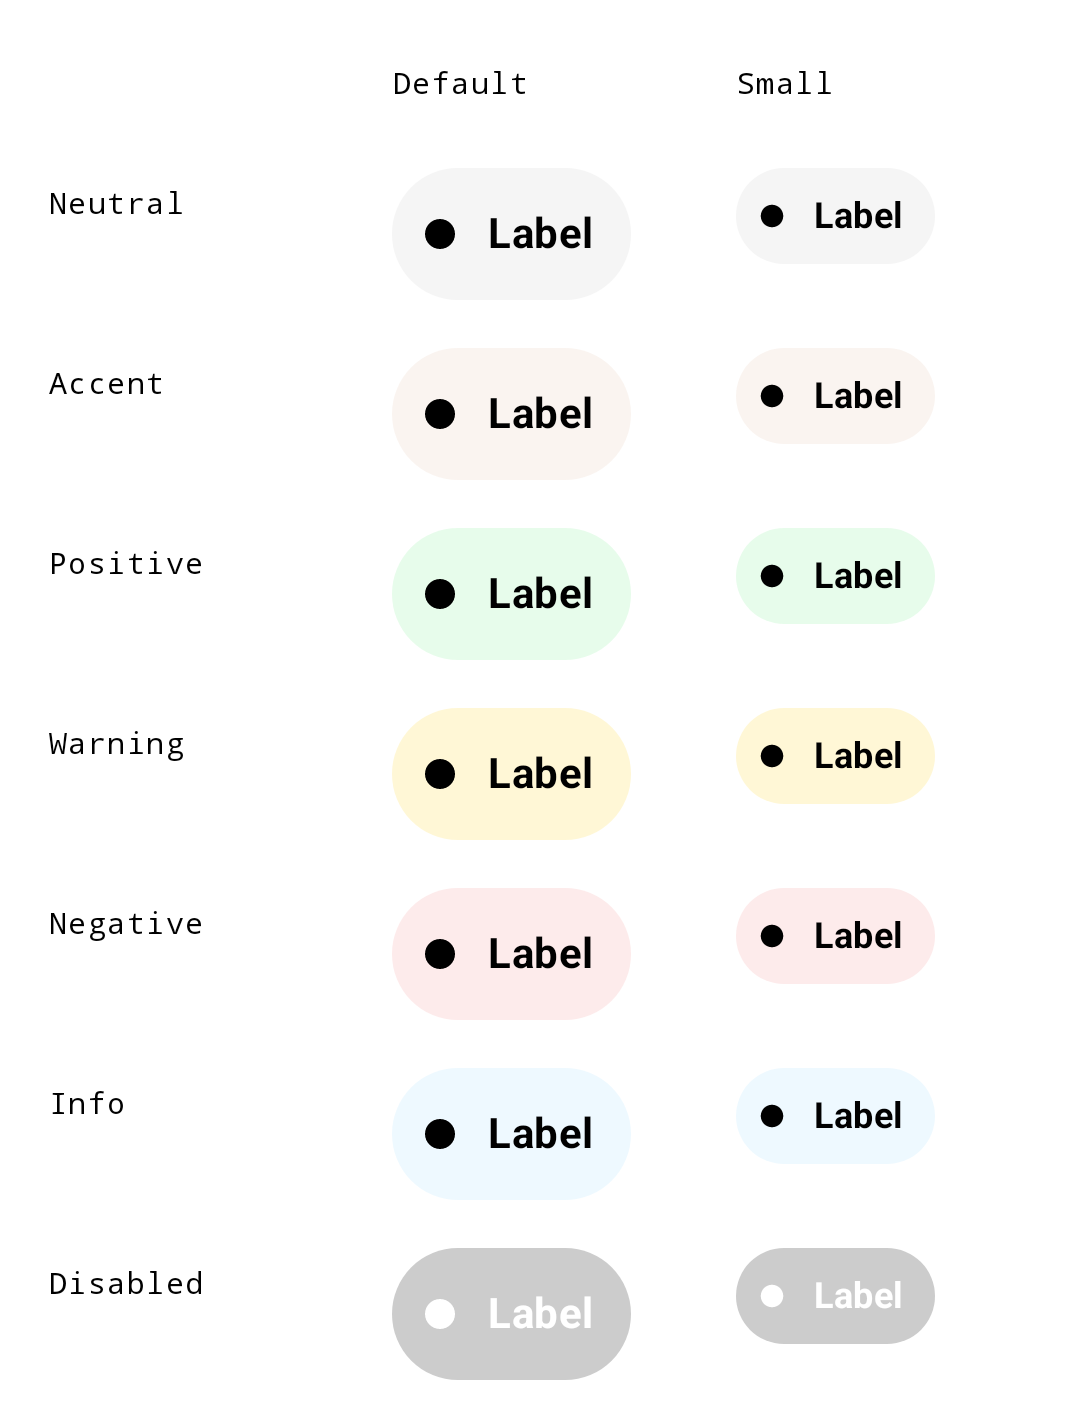 Default Small
Neutral Label Label
Accent Label Label
Positive Label Label
Warning Label Label
Negative Label Label
Info Label Label
Disabled Label Label